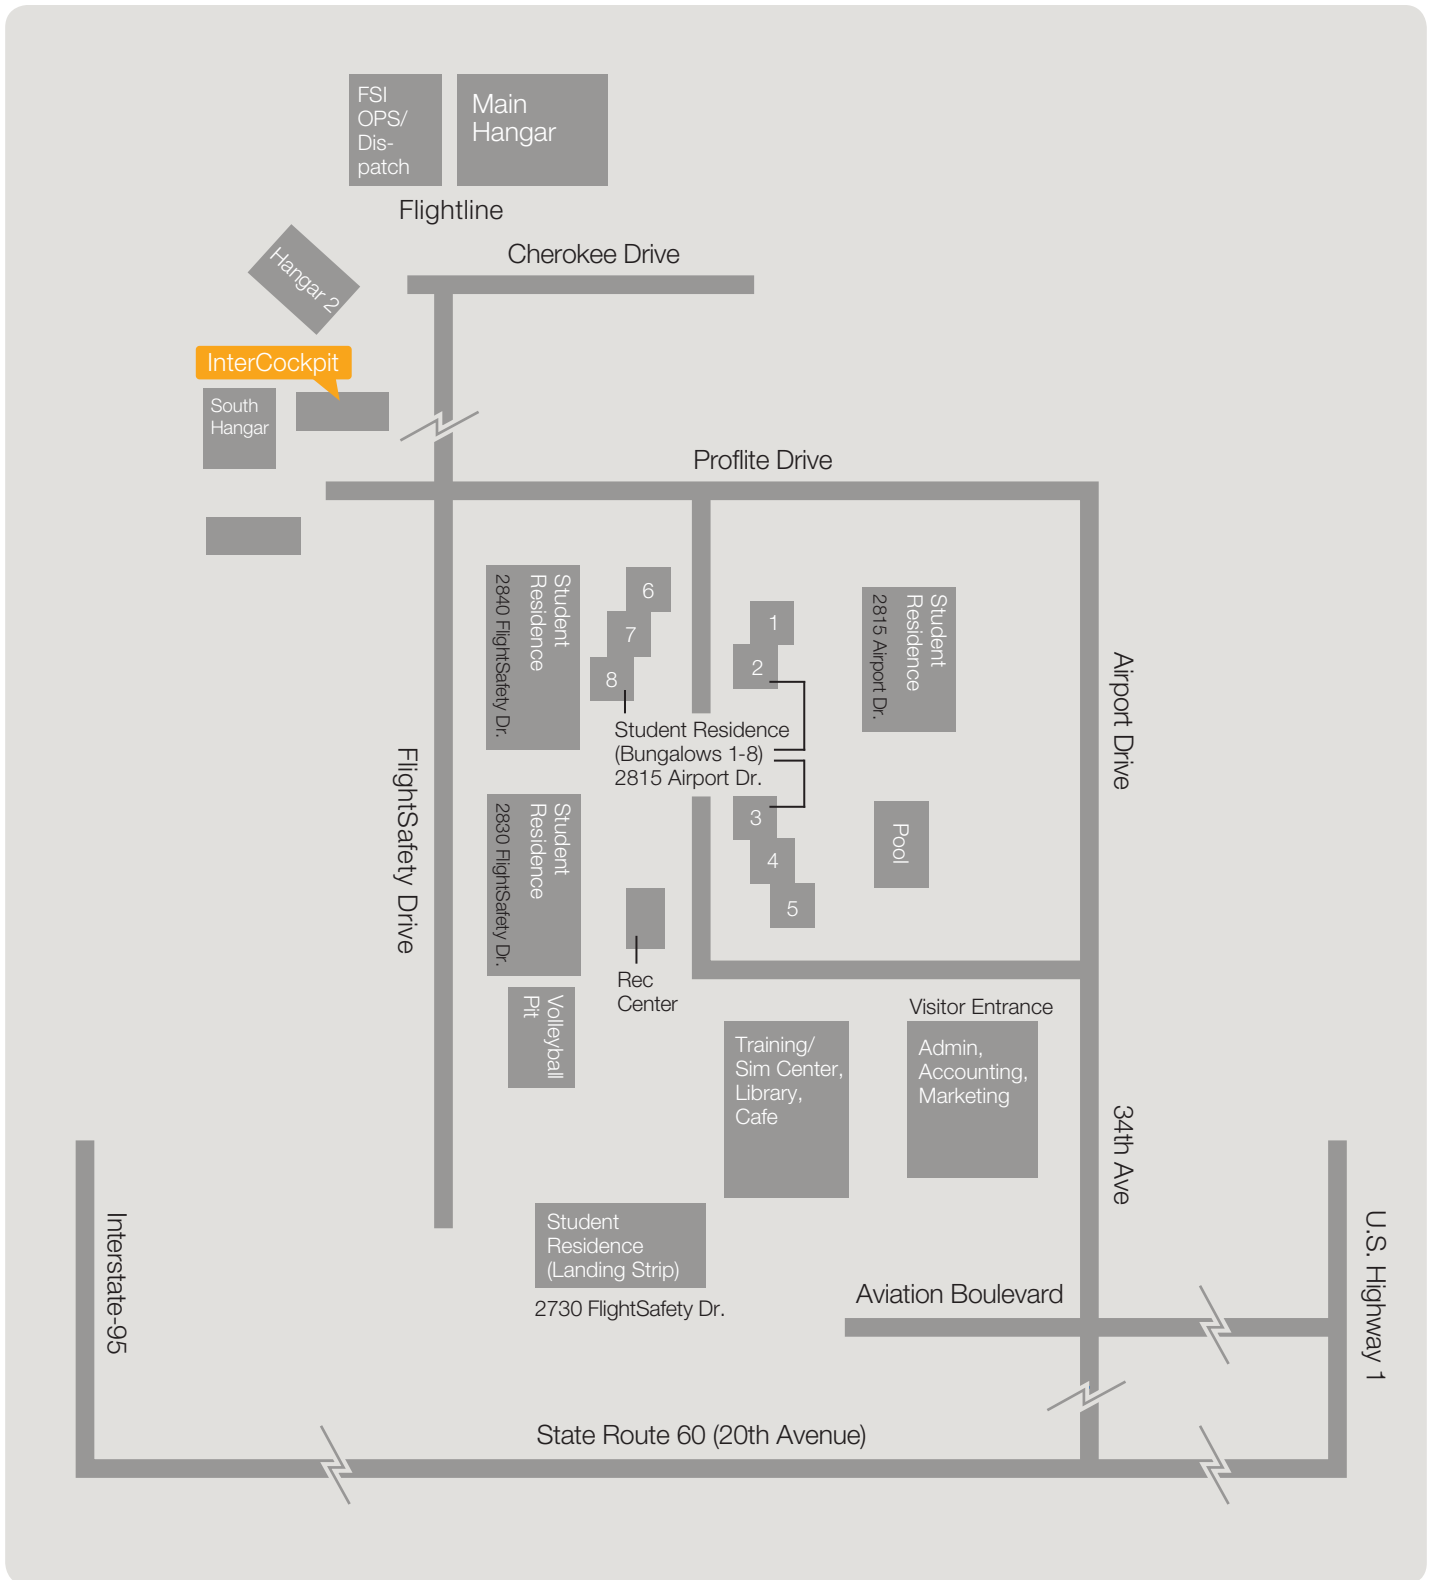 FSI
OPS/
Dis-
patch
Main
Hangar
Flightline
Cherokee Drive
Hangar 2
InterCockpit
South
Hangar
Proflite Drive
Student
Residence
2840 FlightSafety Dr.
6
7
8
1
2
Student
Residence
2815 Airport Dr.
Airport Drive
Student Residence
(Bungalows 1-8)
2815 Airport Dr.
FlightSafety Drive
Student
Residence
2830 FlightSafety Dr.
3
4
5
Pool
Rec
Center
Volleyball
Pit
Visitor Entrance
Training/
Sim Center,
Library,
Cafe
Admin,
Accounting,
Marketing
34th Ave
Student
Residence
(Landing Strip)
2730 FlightSafety Dr.
Interstate-95
Aviation Boulevard
U.S. Highway 1
State Route 60 (20th Avenue)